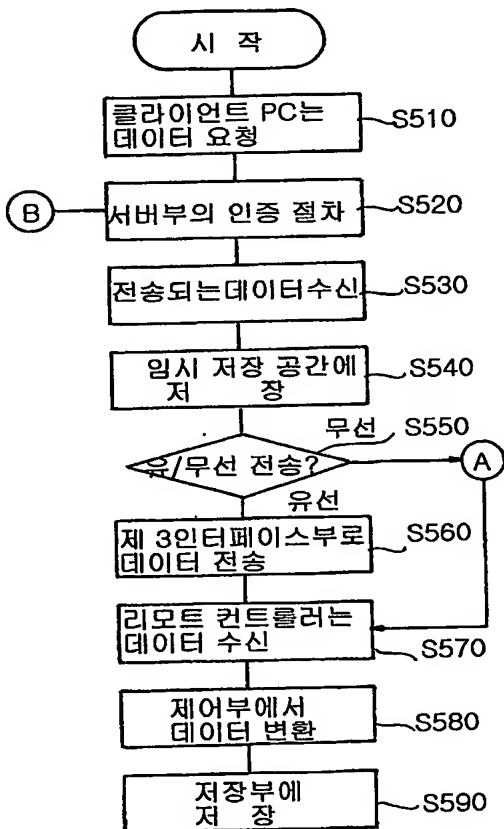 시 작
클라이언트 PC는
데이터 요청
S510
B
서버부의 인증 절차
S520
전송되는데이터수신
S530
임시 저장 공간에
저 장
S540
무선
S550
유/무선 전송?
A
유선
제 3인터페이스부로
데이터 전송
S560
리모트 컨트롤러는
데이터 수신
S570
제어부에서
데이터 변환
S580
저장부에
저 장
S590